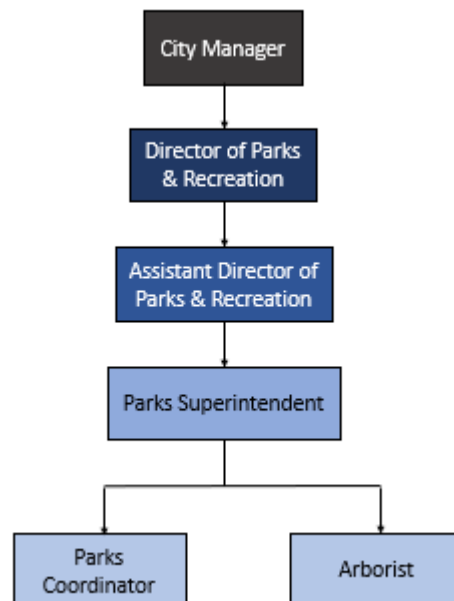 City Manager
Director of Parks
& Recreation
Assistant Director of
Parks & Recreation
Parks Superintendent
Parks
Coordinator
Arborist